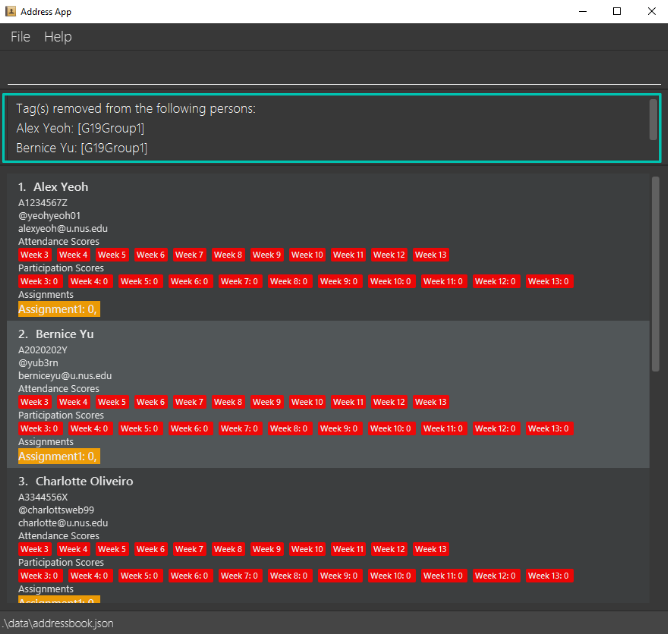 Address App
File Help
Tag(s) removed from the following persons:
Alex Yeoh: [G19Group1]
Bernice Yu: [G19Group1]
1. Alex Yeoh
A1234567Z
@yeohyeoh01
alexyeoh@u.nus.edu
Attendance Scores
Week 3 Week 4 Week 5 Week 6 Week 7 Week 8 Week 9 Week 10 Week 11 Week 12 Week 13
Participation Scores
Week 3: 0 Week 4: 0 Week 5: 0 Week 6: 0 Week 7: 0 Week 8: 0 Week 9: 0 Week 10: 0 Week 11: 0 Week 12: 0 Week 13: 0
Assignments
Assignment1: 0,
2. Bernice Yu
A2020202Y
@yub3rn
berniceyu@u.nus.edu
Attendance Scores
Week 3 Week 4 Week 5 Week 6 Week 7 Week 8 Week 9 Week 10 Week 11 Week 12 Week 13
Participation Scores
Week 3: 0 Week 4: 0 Week 5: 0 Week 6: 0 Week 7: 0 Week 8: 0 Week 9: 0 Week 10: 0 Week 11: 0 Week 12: 0 Week 13: 0
Assignments
Assignment1: 0,
3. Charlotte Oliveiro
A3344556X
@charlottsweb99
charlotte@u.nus.edu
Attendance Scores
Week 3 Week 4 Week 5 Week 6 Week 7 Week 8 Week 9 Week 10 Week 11 Week 12 Week 13
Participation Scores
Week 3: 0 Week 4: 0 Week 5: 0 Week 6: 0 Week 7: 0 Week 8: 0 Week 9: 0 Week 10: 0 Week 11: 0 Week 12: 0 Week 13: 0
Assignments
Assignment1: 0,
.\data\addressbook.json